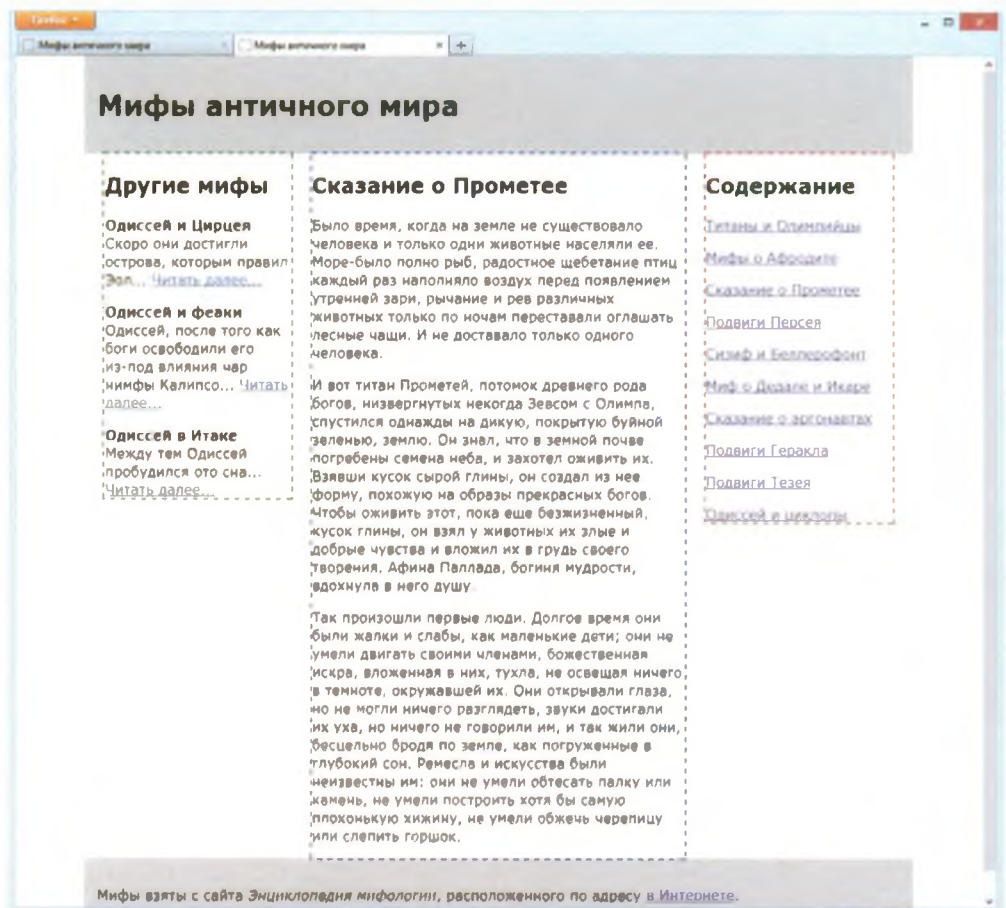 Мифы античного мира
Мифы античного мира
Мифы античного мира
Другие мифы
Одиссей и Цирцея
Скоро они достигли
острова, которым правил
Эол... Читать далее...
Одиссей и феаки
Одиссей, после того как
боги освободили его
из-под влияния чар
нимфы Калипсо... Читать
далее...
Одиссей в Итаке
Между тем Одиссей
пробудился ото сна...
Читать далее...
Сказание о Прометее
Было время, когда на земле не существовало
человека и только одни животные населяли ее.
Море-было полно рыб, радостное щебетание птиц
каждый раз наполняло воздух перед появлением
утренней зари, рычание и рев различных
животных только по ночам переставали оглашать
лесные чащи. И не доставало только одного
человека.
И вот титан Прометей, потомок древнего рода
богов, низвергнутых некогда Зевсом с Олимпа,
спустился однажды на дикую, покрытую буйной
зеленью, землю. Он знал, что в земной почве
погребены семена неба, и захотел оживить их.
Взявши кусок сырой глины, он создал из нее
форму, похожую на образы прекрасных богов.
Чтобы оживить этот, пока еще безжизненный,
кусок глины, он взял у животных их злые и
добрые чувства и вложил их в грудь своего
творения. Афина Паллада, богиня мудрости,
вдохнула в него душу.
Так произошли первые люди. Долгое время они
были жалки и слабы, как маленькие дети; они не
умели двигать своими членами, божественная
искра, вложенная в них, тухла, не освещая ничего
в темноте, окружавшей их. Они открывали глаза,
но не могли ничего разглядеть, звуки достигали
их уха, но ничего не говорили им, и так жили они,
бесцельно бродя по земле, как погруженные в
глубокий сон. Ремесла и искусства были
неизвестны им: они не умели обтесать палку или
камень, не умели построить хотя бы самую
плохонькую хижину, не умели обжечь черепицу
или слепить горшок.
Содержание
Титаны и Олимпийцы
Мифы о Афродите
Сказание о Прометее
Подвиги Персея
Сизиф и Беллерофонт
Миф о Дедале и Икаре
Сказание о аргонавтах
Подвиги Геракла
Подвиги Тезея
Одиссей и циклопы
Мифы взяты с сайта Энциклопедия мифологии, расположенного по адресу в Интернете.